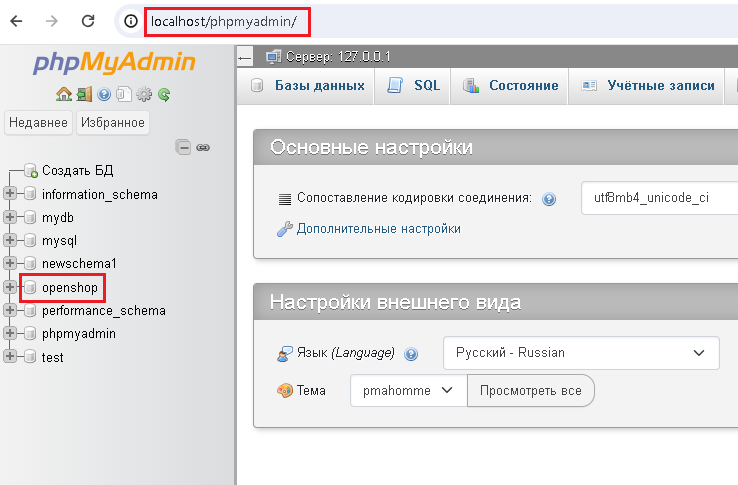 localhost/phpmyadmin/
phpMyAdmin
Сервер: 127.0.0.1
Базы данных SQL Состояние Учётные записи
Недавнее Избранное
Создать БД
information_schema
mydb
mysql
newschema1
openshop
performance_schema
phpmyadmin
test
Основные настройки
Сопоставление кодировки соединения: utf8mb4_unicode_ci
Дополнительные настройки
Настройки внешнего вида
Язык (Language) Русский - Russian
Тема pmahomme Просмотреть все